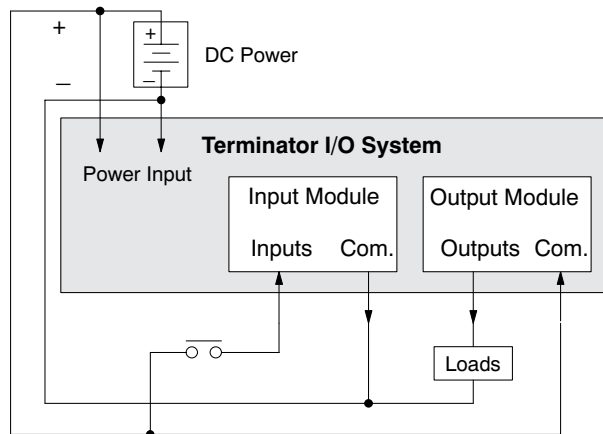 +
+
DC Power
–
–
Terminator I/O System
Power Input
Input Module
Output Module
Inputs Com.
Outputs Com.
Loads